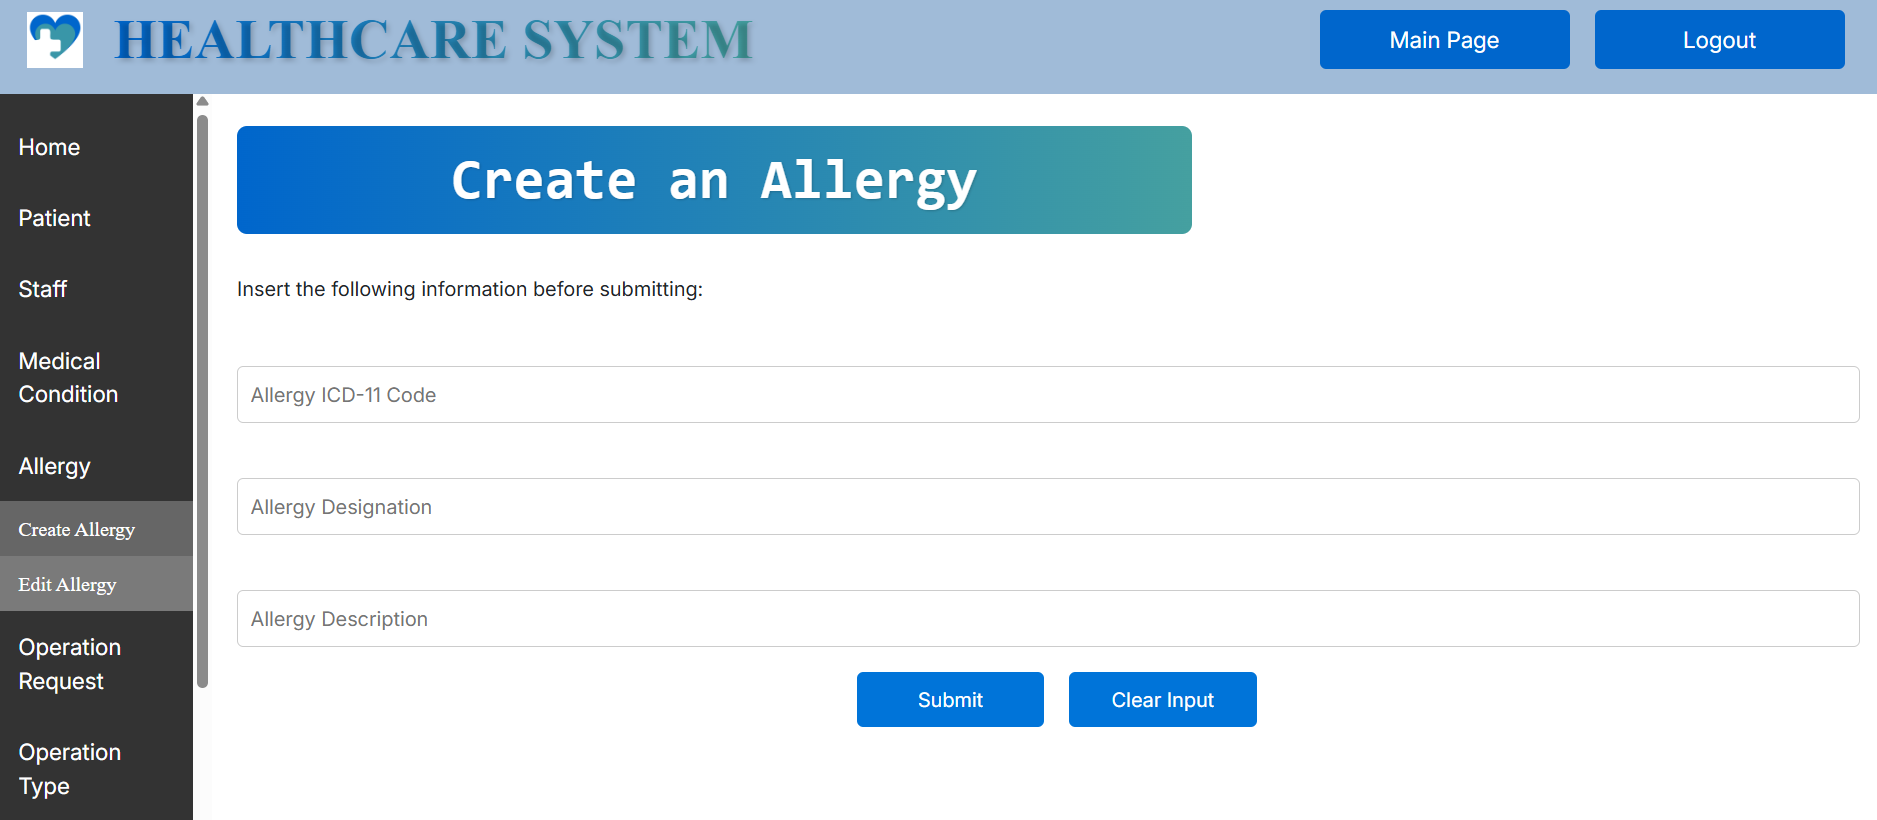 HEALTHCARE SYSTEM
Main Page
Logout
Home
Patient
Staff
Medical
Condition
Allergy
Create Allergy
Edit Allergy
Operation
Request
Operation
Type
Create an Allergy
Insert the following information before submitting:
Allergy ICD-11 Code
Allergy Designation
Allergy Description
Submit
Clear Input